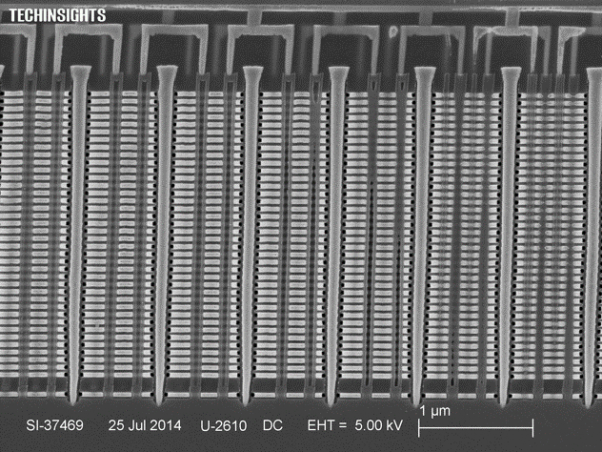 TECHINSIGHTS
1 µm
SI-37469 25 Jul 2014 U-2610 DC EHT = 5.00 kV